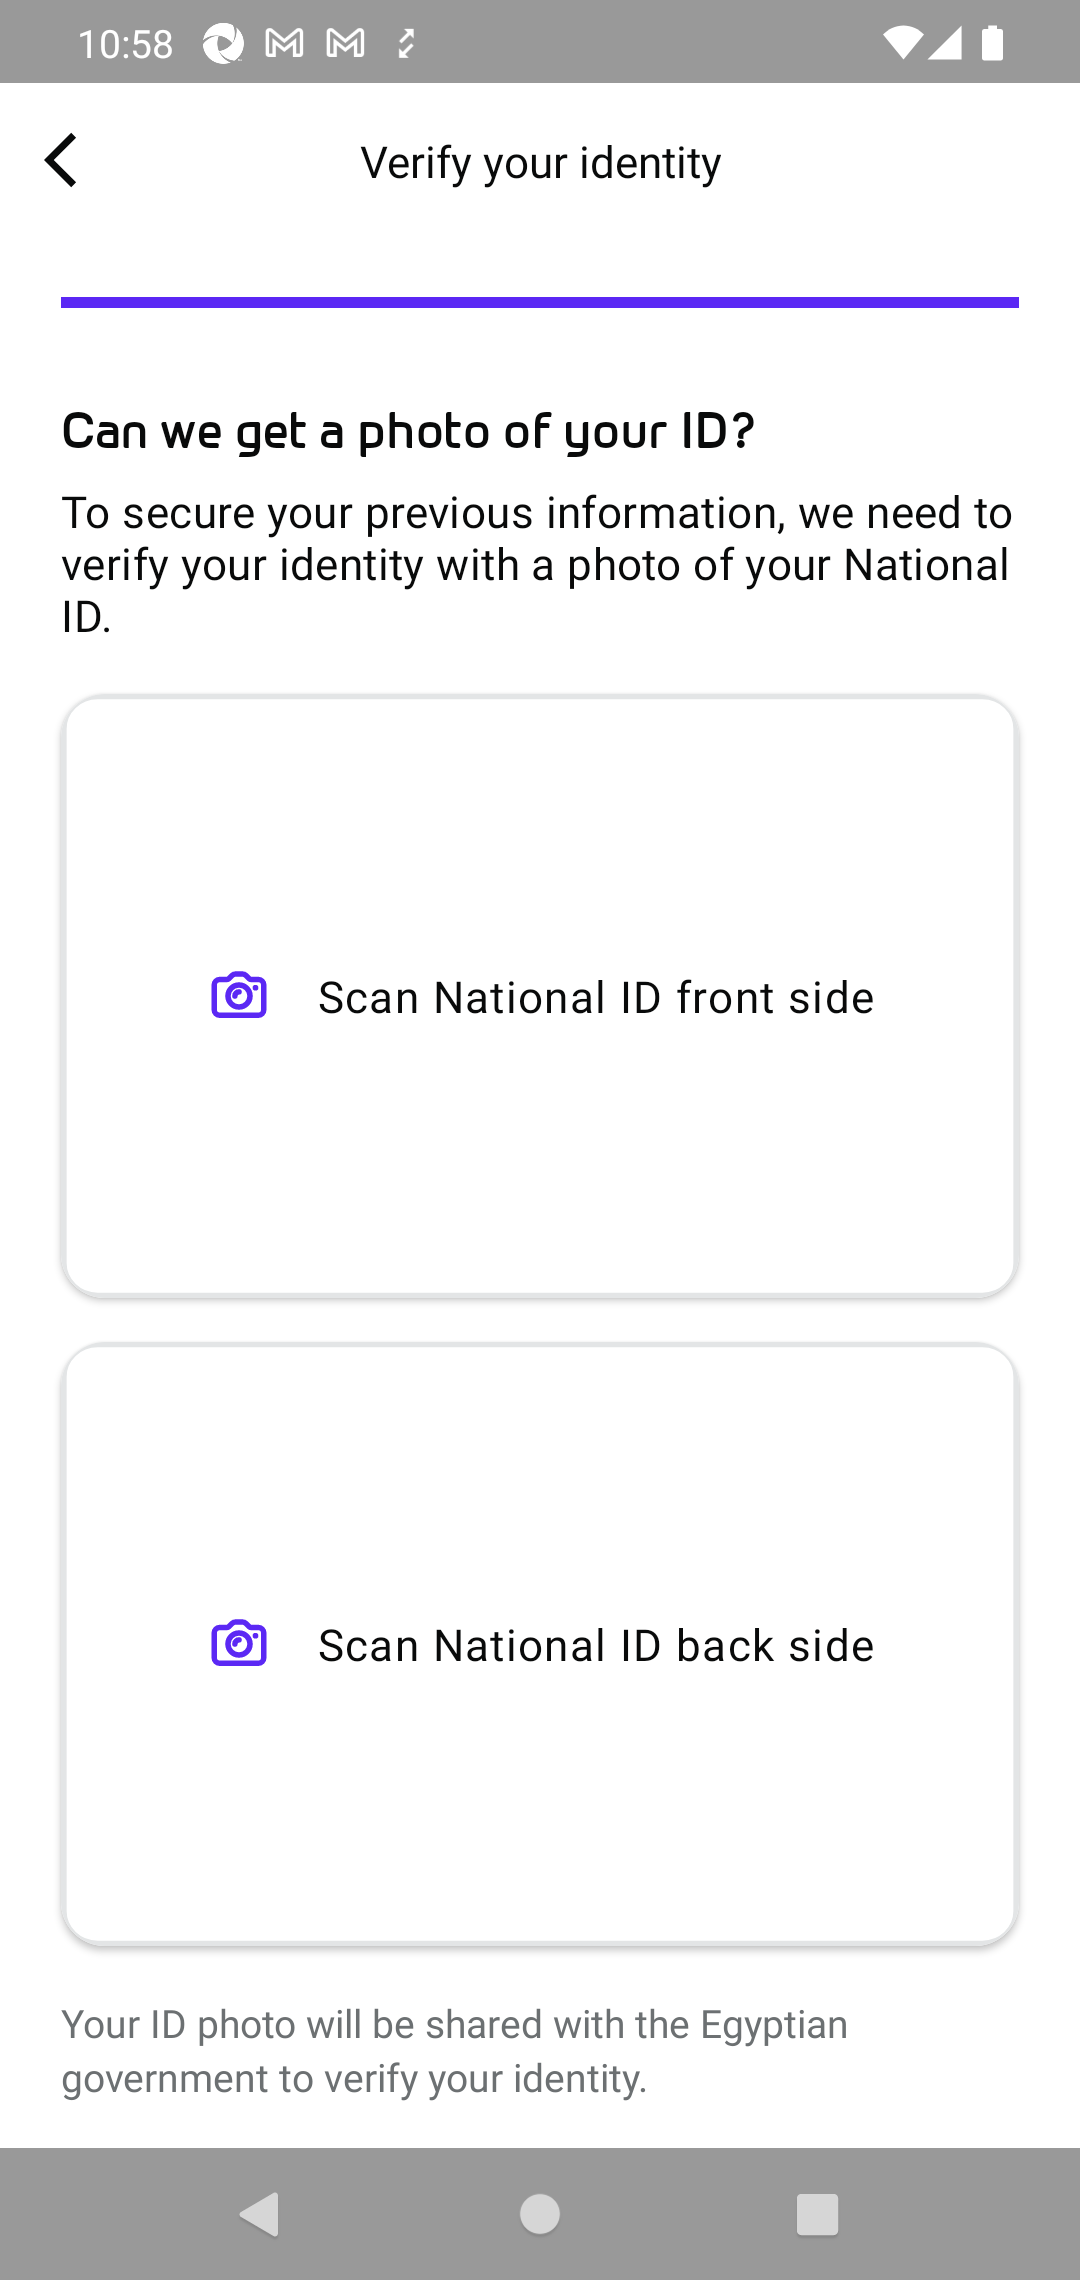 10:58
Verify your identity
Can we get a photo of your ID?
To secure your previous information, we need to
verify your identity with a photo of your National
ID.
Scan National ID front side
Scan National ID back side
Your ID photo will be shared with the Egyptian
government to verify your identity.